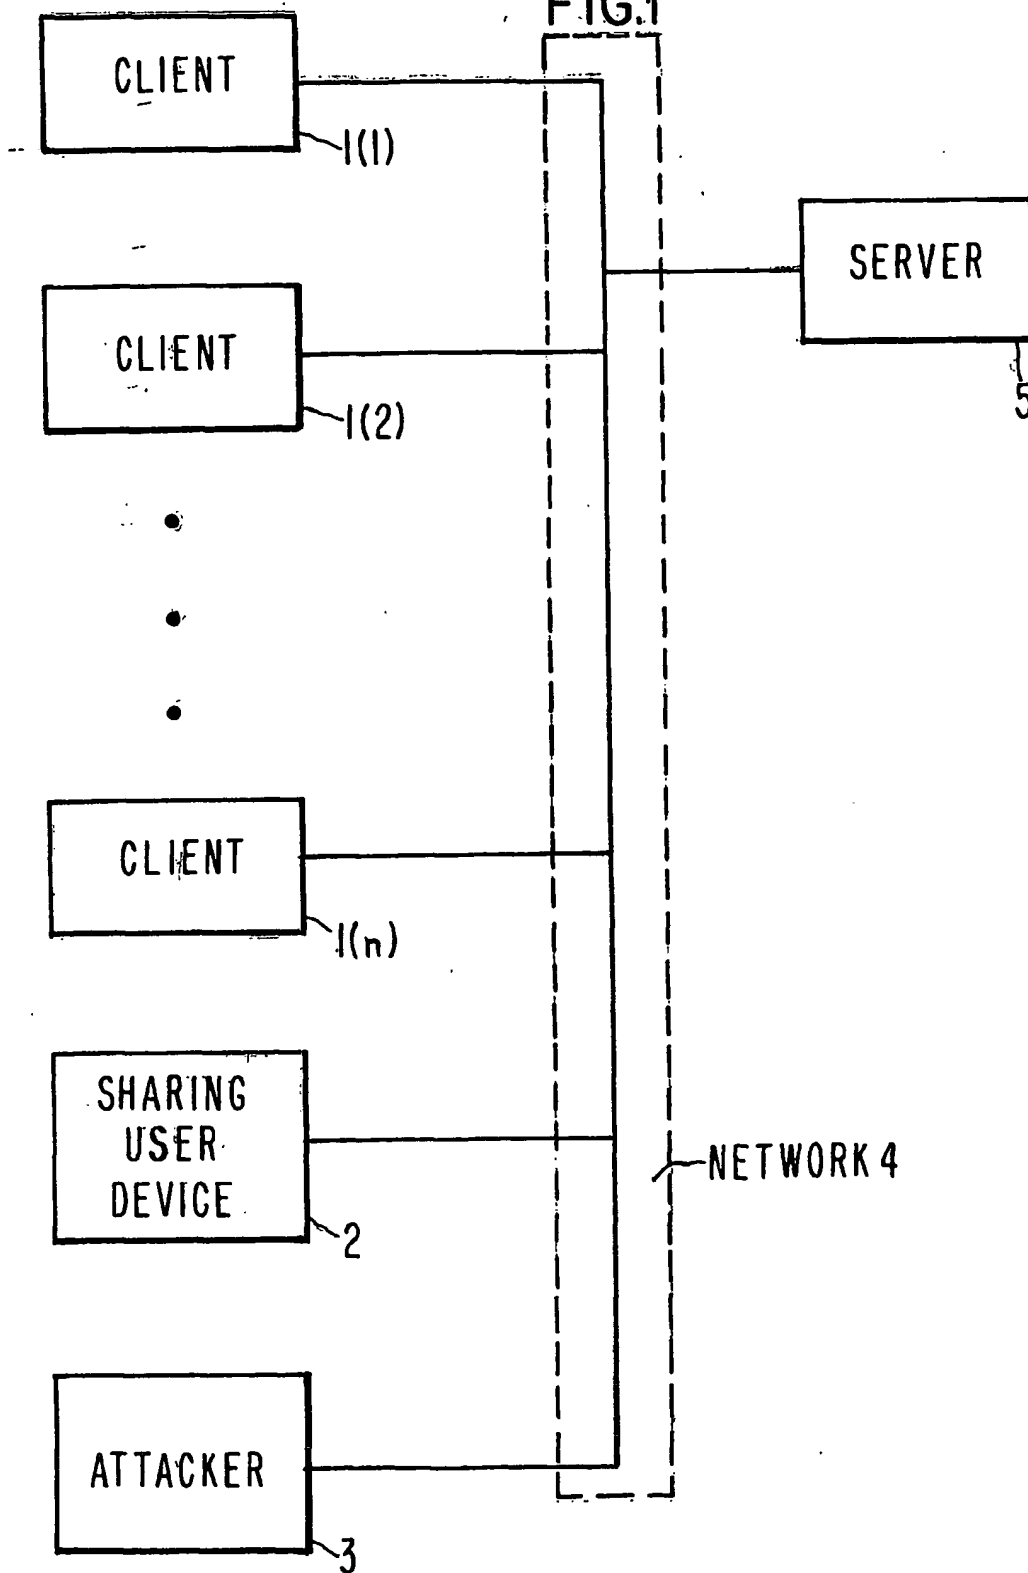 FIG.1
CLIENT
1(1)
SERVER
5
CLIENT
1(2)
CLIENT
1(n)
SHARING
USER
DEVICE
2
NETWORK 4
ATTACKER
3